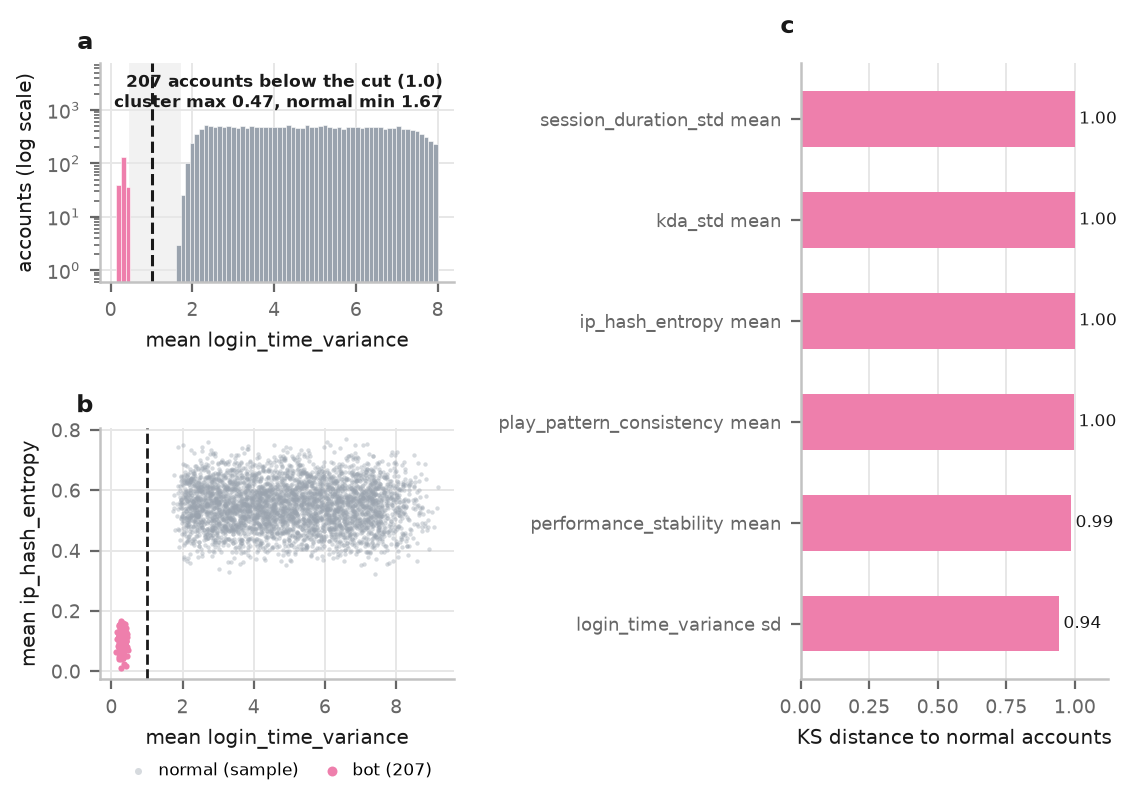 a
207 accounts below the cut (1.0)
cluster max 0.47, normal min 1.67
accounts (log scale)
10³
10²
10¹
10⁰
0 2 4 6 8
mean login_time_variance
b
mean ip_hash_entropy
0.8
0.6
0.4
0.2
0.0
0 2 4 6 8
mean login_time_variance
normal (sample) bot (207)
c
session_duration_std mean 1.00
kda_std mean 1.00
ip_hash_entropy mean 1.00
play_pattern_consistency mean 1.00
performance_stability mean 0.99
login_time_variance sd 0.94
0.00 0.25 0.50 0.75 1.00
KS distance to normal accounts